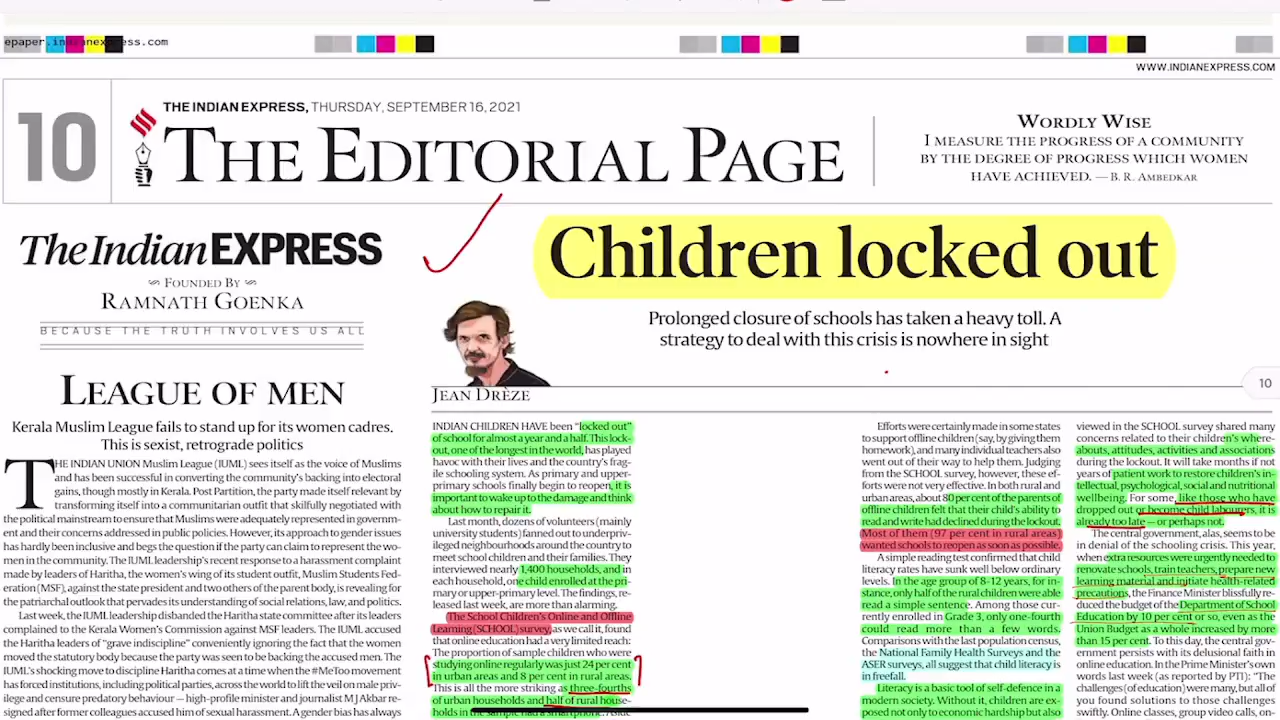 epaper.indianexpress.com
WWW.INDIANEXPRESS.COM
10
THE INDIAN EXPRESS, THURSDAY, SEPTEMBER 16, 2021
THE EDITORIAL PAGE
WORDLY WISE
I MEASURE THE PROGRESS OF A COMMUNITY
BY THE DEGREE OF PROGRESS WHICH WOMEN
HAVE ACHIEVED. — B. R. AMBEDKAR
The Indian EXPRESS
FOUNDED BY
RAMNATH GOENKA
BECAUSE THE TRUTH INVOLVES US ALL
LEAGUE OF MEN
Kerala Muslim League fails to stand up for its women cadres.
This is sexist, retrograde politics
THE INDIAN UNION Muslim League (IUML) sees itself as the voice of Muslims
and has been successful in converting the community's backing into electoral
gains, though mostly in Kerala. Post Partition, the party made itself relevant by
transforming itself into a communitarian outfit that skilfully negotiated with
the political mainstream to ensure that Muslims were adequately represented in govern-
ment and their concerns addressed in public policies. However, its approach to gender issues
has hardly been inclusive and begs the question if the party can claim to represent the wo-
men in the community. The IUML leadership's recent response to a harassment complaint
made by leaders of Haritha, the women's wing of its student outfit, Muslim Students Fed-
eration (MSF), against the state president and two others of the parent body, is revealing for
the patriarchal outlook that pervades its understanding of social relations, law, and politics.
Last week, the IUML leadership disbanded the Haritha state committee after its leaders
complained to the Kerala Women's Commission against MSF leaders. The IUML accused
the Haritha leaders of "grave indiscipline" conveniently ignoring the fact that the women
moved the statutory body because the party was seen to be backing the accused men. The
IUML's shocking move to discipline Haritha comes at a time when the #MeToo movement
has forced institutions, including political parties, across the world to lift the veil on male privi-
ilege and censure predatory behaviour — high-profile minister and journalist M J Akbar re-
signed after former colleagues accused him of sexual harassment. A gender bias has always
Children locked out
Prolonged closure of schools has taken a heavy toll. A
strategy to deal with this crisis is nowhere in sight
10
JEAN DRÈZE
INDIAN CHILDREN HAVE been "locked out"
of school for almost a year and a half. This lock-
out, one of the longest in the world, has played
havoc with their lives and the country's frag-
ile schooling system. As primary and upper-
primary schools finally begin to reopen, it is
important to wake up to the damage and think
about how to repair it.
Last month, dozens of volunteers (mainly
university students) fanned out to underpriv-
ileged neighbourhoods around the country to
meet school children and their families. They
interviewed nearly 1,400 households, and in
each household, one child enrolled at the pri-
mary or upper-primary level. The findings, re-
leased last week, are more than alarming.
The School Children's Online and Offline
Learning (SCHOOL) survey, as we call it, found
that online education had a very limited reach:
The proportion of sample children who were
studying online regularly was just 24 per cent
in urban areas and 8 per cent in rural areas.
This is all the more striking as three-fourths
of urban households and half of rural house-
holds in the sample had a smartphone.
Efforts were certainly made in some states
to support offline children (say, by giving them
homework), and many individual teachers also
went out of their way to help them. Judging
from the SCHOOL survey, however, these ef-
forts were not very effective. In both rural and
urban areas, about 80 per cent of the parents of
offline children felt that their child's ability to
read and write had declined during the lockout.
Most of them (97 per cent in rural areas)
wanted schools to reopen as soon as possible.
A simple reading test confirmed that child
literacy rates have sunk well below ordinary
levels. In the age group of 8-12 years, for in-
stance, only half of the rural children were able
read a simple sentence. Among those cur-
rently enrolled in Grade 3, only one-fourth
could read more than a few words.
Comparisons with the last population census,
the National Family Health Surveys and the
ASER surveys, all suggest that child literacy is
in freefall.
Literacy is a basic tool of self-defence in a
modern society. Without it, children are ex-
posed not only to economic hardship but also
viewed in the SCHOOL survey shared many
concerns related to their children's where-
abouts, attitudes, activities and associations
during the lockout. It will take months if not
years of patient work to restore children's in-
tellectual, psychological, social and nutritional
wellbeing. For some, like those who have
dropped out or become child labourers, it is
already too late — or perhaps not.
The central government, alas, seems to be
in denial of the schooling crisis. This year,
when extra resources were urgently needed to
renovate schools, train teachers, prepare new
learning material and initiate health-related
precautions, the Finance Minister blissfully re-
duced the budget of the Department of School
Education by 10 per cent or so, even as the
Union Budget as a whole increased by more
than 15 per cent. To this day, the central gov-
ernment persists with its delusional faith in
online education. In the Prime Minister's own
words last week (as reported by PTI): "The
challenges (of education) were many, but all of
you found solutions to those challenges
swiftly. Online classes, group video calls, on-